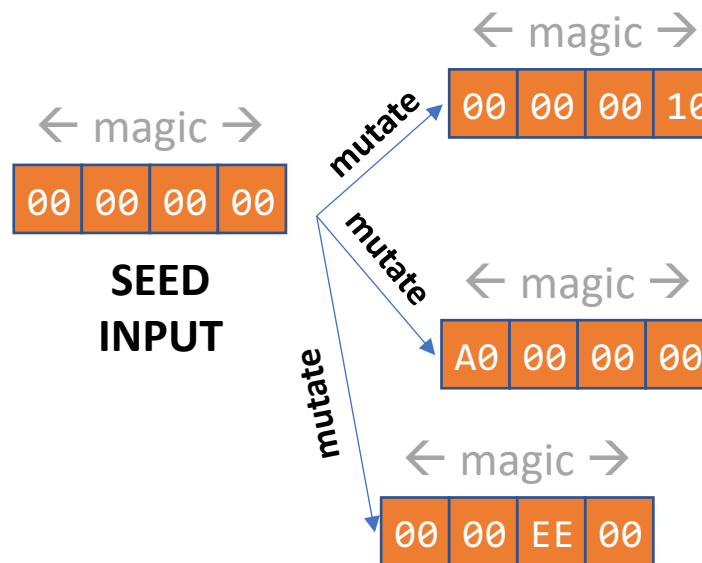 ← magic →
00 00 00 00
SEED
INPUT
mutate
← magic →
00 00 00 10
mutate
← magic →
A0 00 00 00
mutate
← magic →
00 00 EE 00